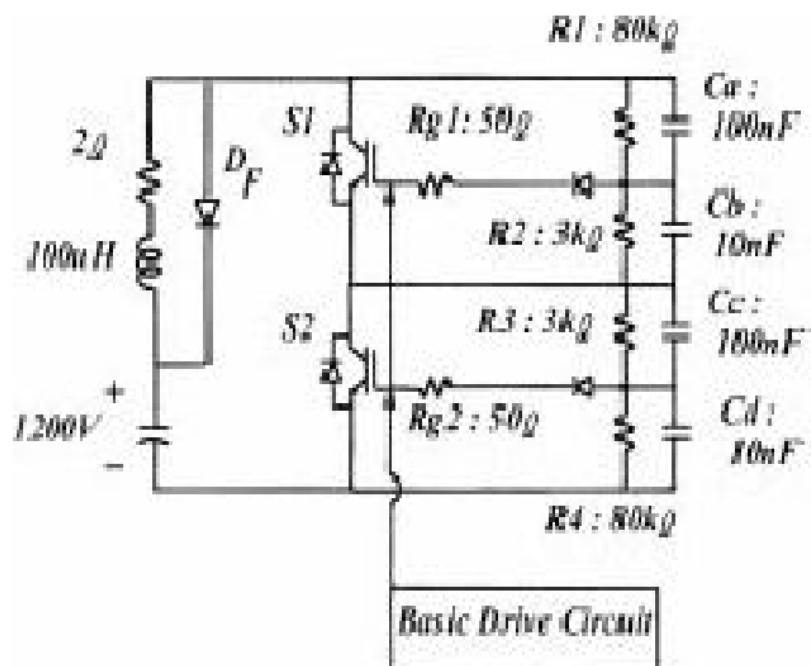 R1 : 80kΩ
Ca :
100nF
S1
Rg1: 50Ω
2Ω
DF
R2 : 3kΩ
Cb :
10nF
100uH
S2
R3 : 3kΩ
Cc :
100nF
+
1200V
−
Rg2 : 50Ω
Cd :
10nF
R4 : 80kΩ
Basic Drive Circuit